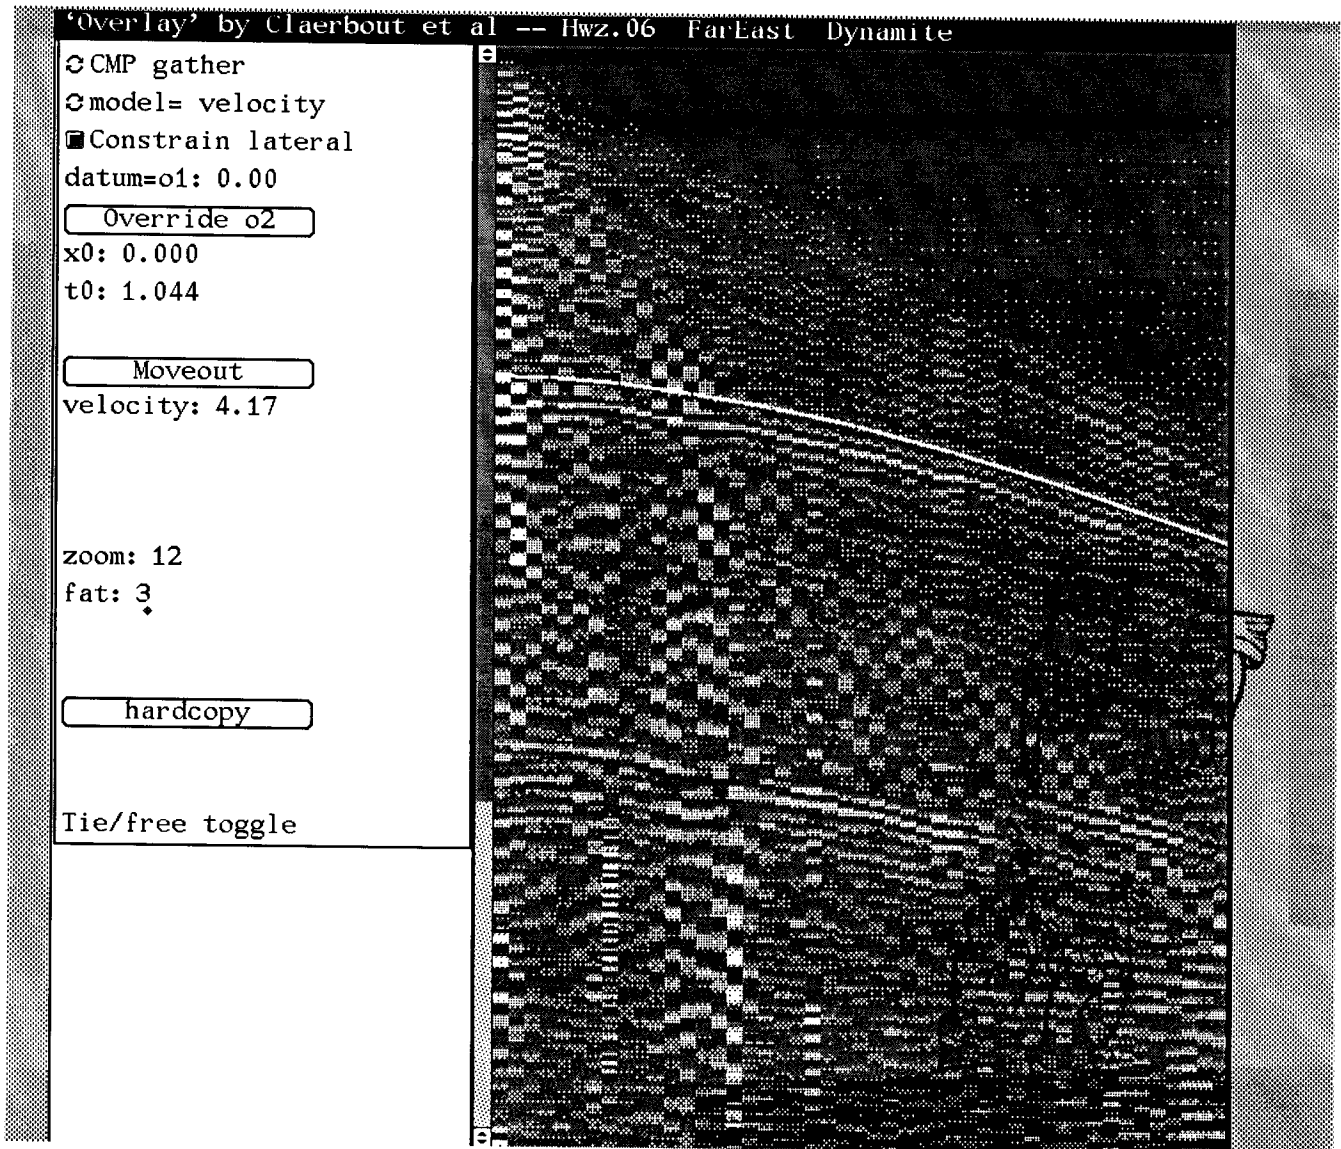 'Overlay' by Claerbout et al -- Hwz.06 FarEast Dynamite
CMP gather
model= velocity
Constrain lateral
datum=o1: 0.00
Override o2
x0: 0.000
t0: 1.044
Moveout
velocity: 4.17
zoom: 12
fat: 3
hardcopy
Tie/free toggle